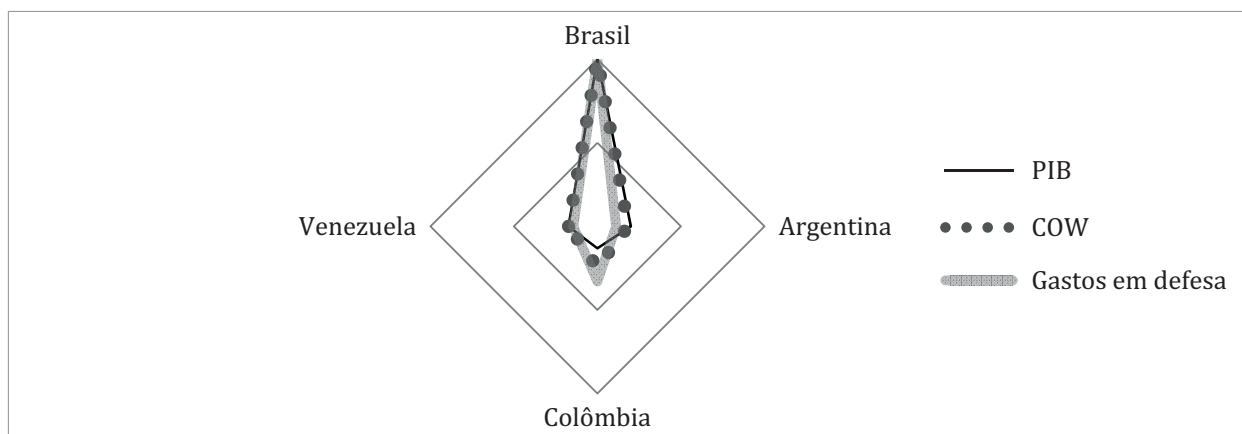 Brasil
Venezuela
Argentina
Colômbia
PIB
COW
Gastos em defesa